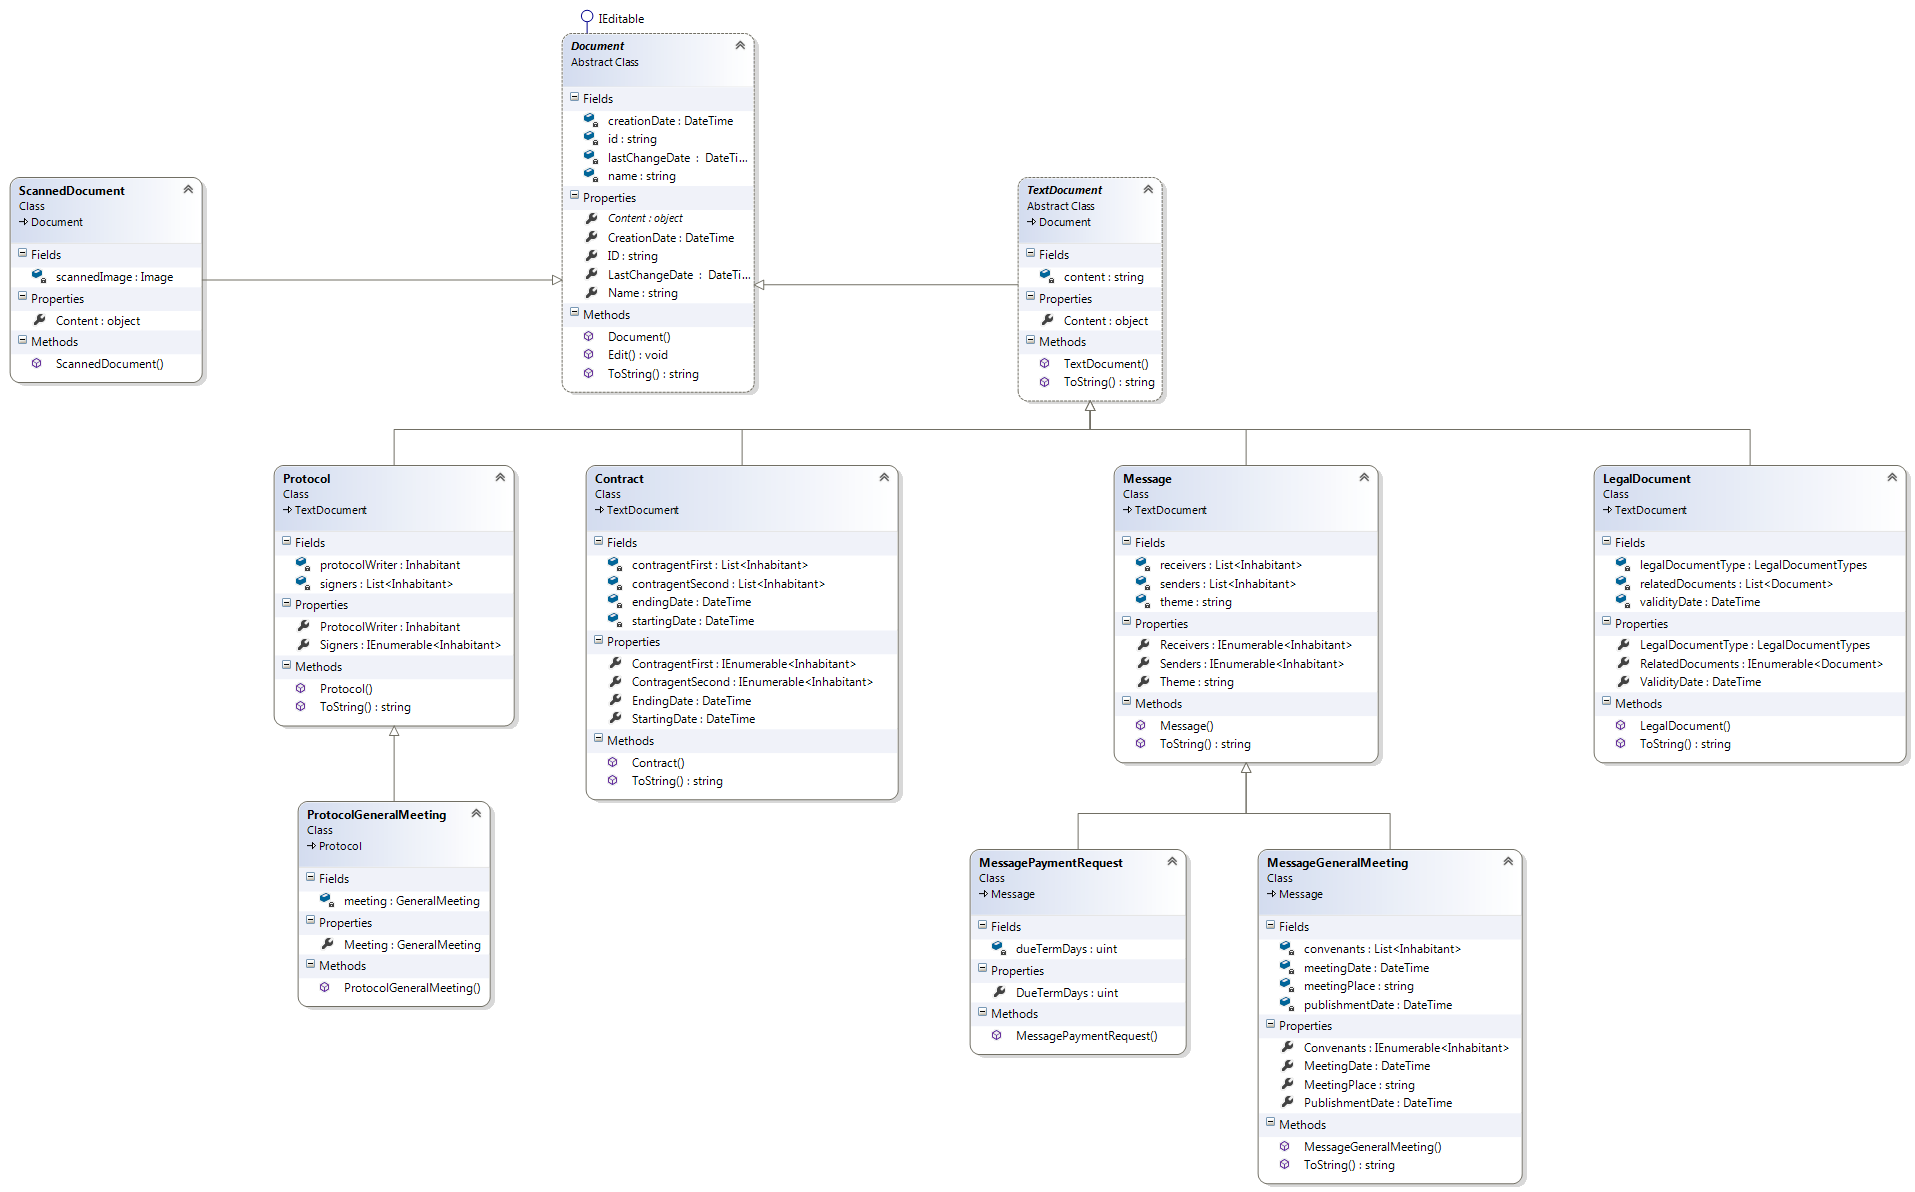 IEditable
Document
Abstract Class
Fields
creationDate : DateTime
id : string
lastChangeDate : DateTi...
name : string
Properties
Content : object
CreationDate : DateTime
ID : string
LastChangeDate : DateTi...
Name : string
Methods
Document()
Edit() : void
ToString() : string
ScannedDocument
Class
Document
Fields
scannedImage : Image
Properties
Content : object
Methods
ScannedDocument()
TextDocument
Abstract Class
Document
Fields
content : string
Properties
Content : object
Methods
TextDocument()
ToString() : string
Protocol
Class
TextDocument
Fields
protocolWriter : Inhabitant
signers : List<Inhabitant>
Properties
ProtocolWriter : Inhabitant
Signers : IEnumerable<Inhabitant>
Methods
Protocol()
ToString() : string
Contract
Class
TextDocument
Fields
contragentFirst : List<Inhabitant>
contragentSecond : List<Inhabitant>
endingDate : DateTime
startingDate : DateTime
Properties
ContragentFirst : IEnumerable<Inhabitant>
ContragentSecond : IEnumerable<Inhabitant>
EndingDate : DateTime
StartingDate : DateTime
Methods
Contract()
ToString() : string
Message
Class
TextDocument
Fields
receivers : List<Inhabitant>
senders : List<Inhabitant>
theme : string
Properties
Receivers : IEnumerable<Inhabitant>
Senders : IEnumerable<Inhabitant>
Theme : string
Methods
Message()
ToString() : string
LegalDocument
Class
TextDocument
Fields
legalDocumentType : LegalDocumentTypes
relatedDocuments : List<Document>
validityDate : DateTime
Properties
LegalDocumentType : LegalDocumentTypes
RelatedDocuments : IEnumerable<Document>
ValidityDate : DateTime
Methods
LegalDocument()
ToString() : string
ProtocolGeneralMeeting
Class
Protocol
Fields
meeting : GeneralMeeting
Properties
Meeting : GeneralMeeting
Methods
ProtocolGeneralMeeting()
MessagePaymentRequest
Class
Message
Fields
dueTermDays : uint
Properties
DueTermDays : uint
Methods
MessagePaymentRequest()
MessageGeneralMeeting
Class
Message
Fields
convenants : List<Inhabitant>
meetingDate : DateTime
meetingPlace : string
publishmentDate : DateTime
Properties
Convenants : IEnumerable<Inhabitant>
MeetingDate : DateTime
MeetingPlace : string
PublishmentDate : DateTime
Methods
MessageGeneralMeeting()
ToString() : string